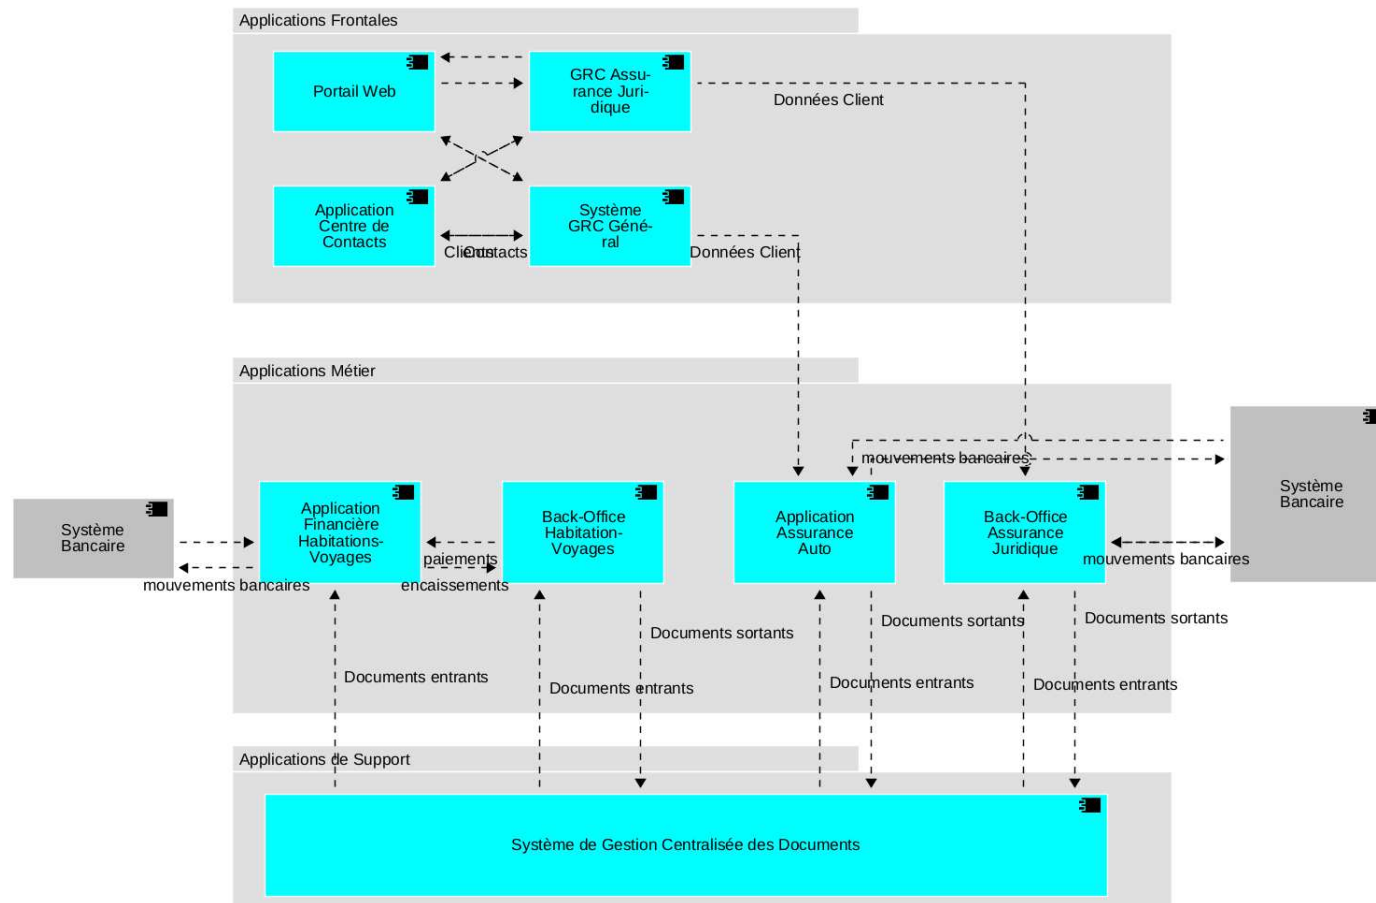 Applications Frontales
Portail Web
GRC Assu-
rance Juri-
dique
Données Client
Application
Centre de
Contacts
Système
GRC Géné-
ral
Clients
Contacts
Données Client
Applications Métier
mouvements bancaires
Système
Bancaire
Système
Bancaire
Application
Financière
Habitations-
Voyages
Back-Office
Habitation-
Voyages
Application
Assurance
Auto
Back-Office
Assurance
Juridique
paiements
mouvements bancaires
mouvements bancaires
encaissements
Documents sortants
Documents sortants
Documents sortants
Documents entrants
Documents entrants
Documents entrants
Documents entrants
Applications de Support
Système de Gestion Centralisée des Documents